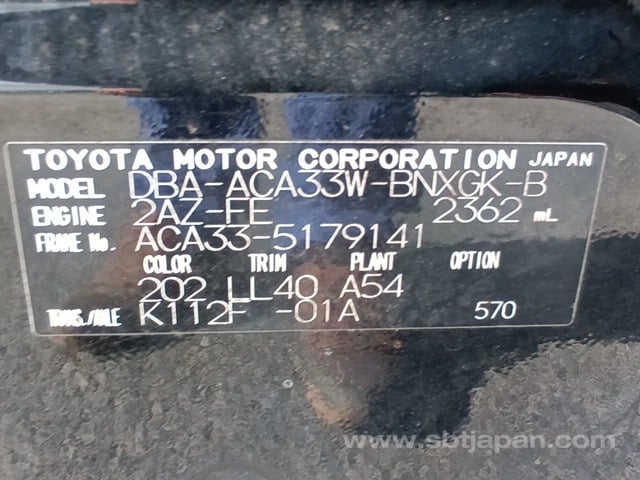 TOYOTA MOTOR CORPORATION JAPAN
MODEL DBA-ACA33W-BNXGK-B
ENGINE 2AZ-FE 2362 mL
FRAME No. ACA33-5179141
COLOR TRIM PLANT OPTION
202 LL40 A54
TRANS./AXLE K112F -01A 570
www.sbtjapan.com